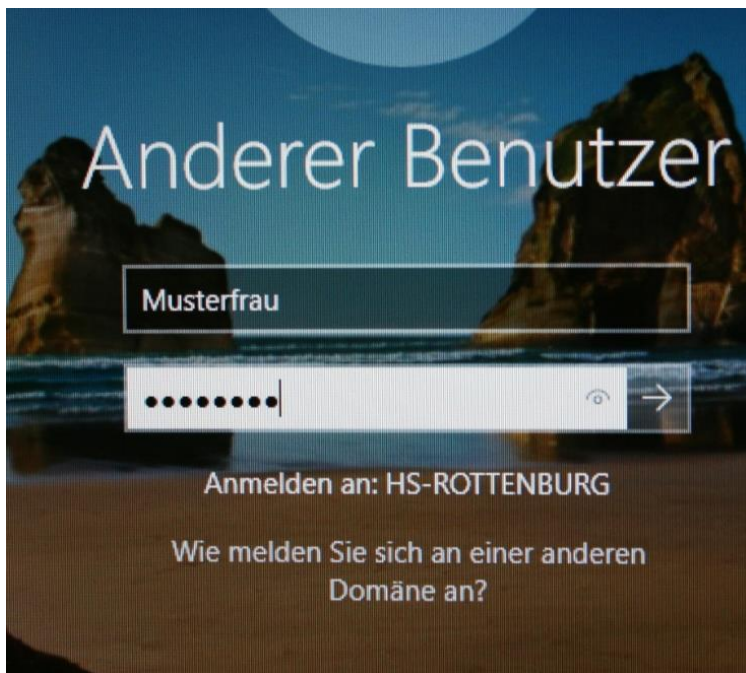 Anderer Benutzer
Musterfrau
Anmelden an: HS-ROTTENBURG
Wie melden Sie sich an einer anderen
Domäne an?